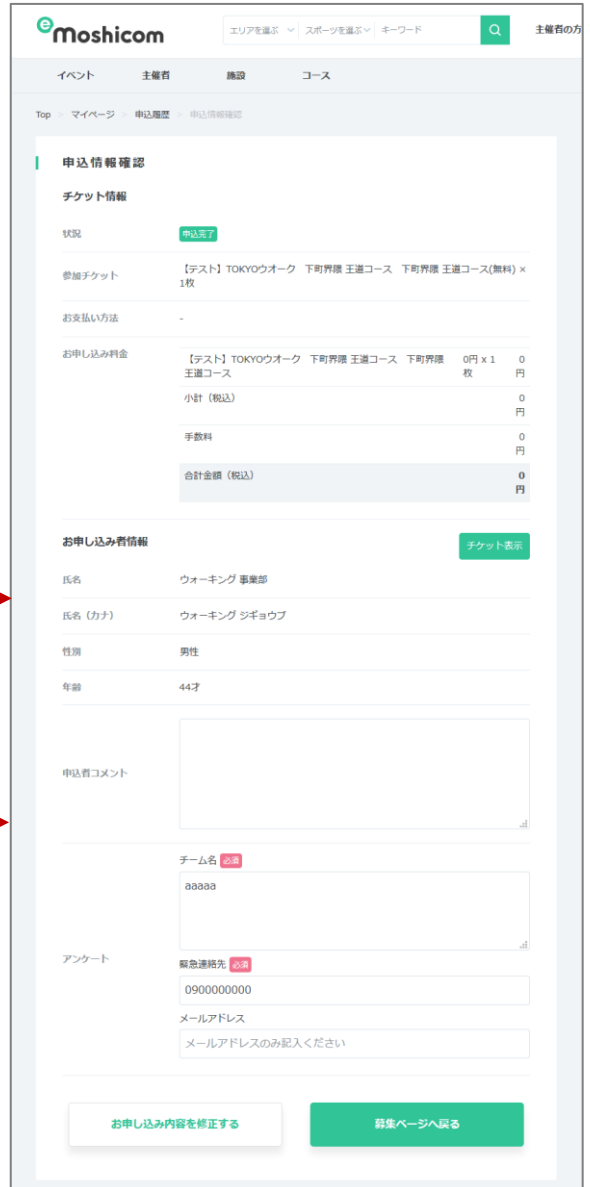 e moshicom エリアを選ぶ スポーツを選ぶ キーワード 主催者の方
イベント 主催者 施設 コース
Top > マイページ > 申込履歴 > 申込情報確認
申込情報確認
チケット情報
状況 申込完了
参加チケット 【テスト】TOKYOウオーク 下町界隈 王道コース 下町界隈 王道コース(無料) ×
1枚
お支払い方法 -
お申し込み料金 【テスト】TOKYOウオーク 下町界隈 王道コース 下町界隈 0円 x 1 0
王道コース 枚 円
小計（税込） 0
円
手数料 0
円
合計金額（税込） 0
円
お申し込み者情報 チケット表示
氏名 ウォーキング 事業部
氏名（カナ） ウォーキング ジギョウブ
性別 男性
年齢 44才
申込者コメント
チーム名 必須
aaaaa
アンケート
緊急連絡先 必須
0900000000
メールアドレス
メールアドレスのみ記入ください
お申し込み内容を修正する 募集ページへ戻る